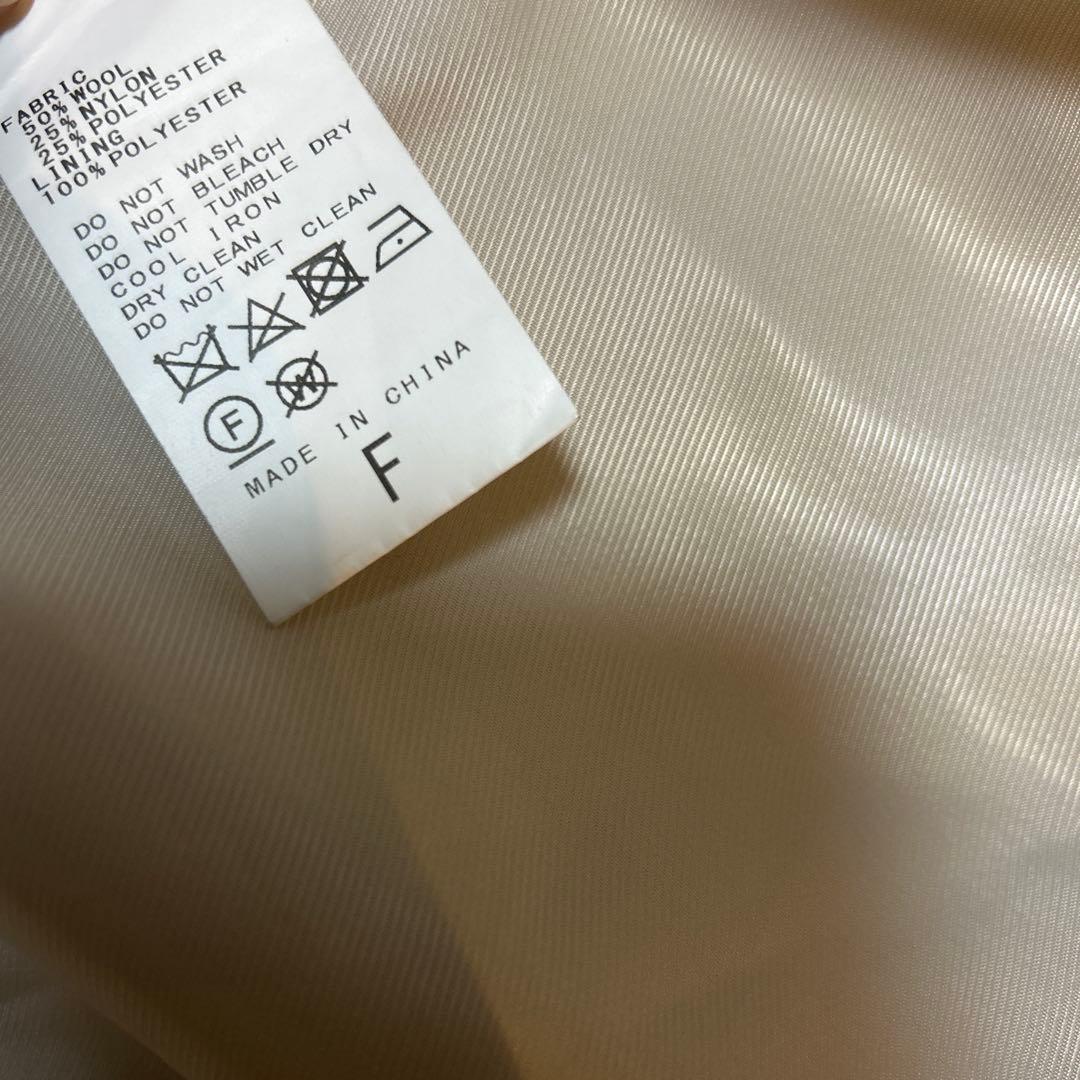 FABRIC
50% WOOL
25% NYLON
25% POLYESTER
LINING
100% POLYESTER
DO NOT WASH
DO NOT BLEACH
DO NOT TUMBLE DRY
COOL IRON
DRY CLEAN
DO NOT WET CLEAN
F W
MADE IN CHINA
F